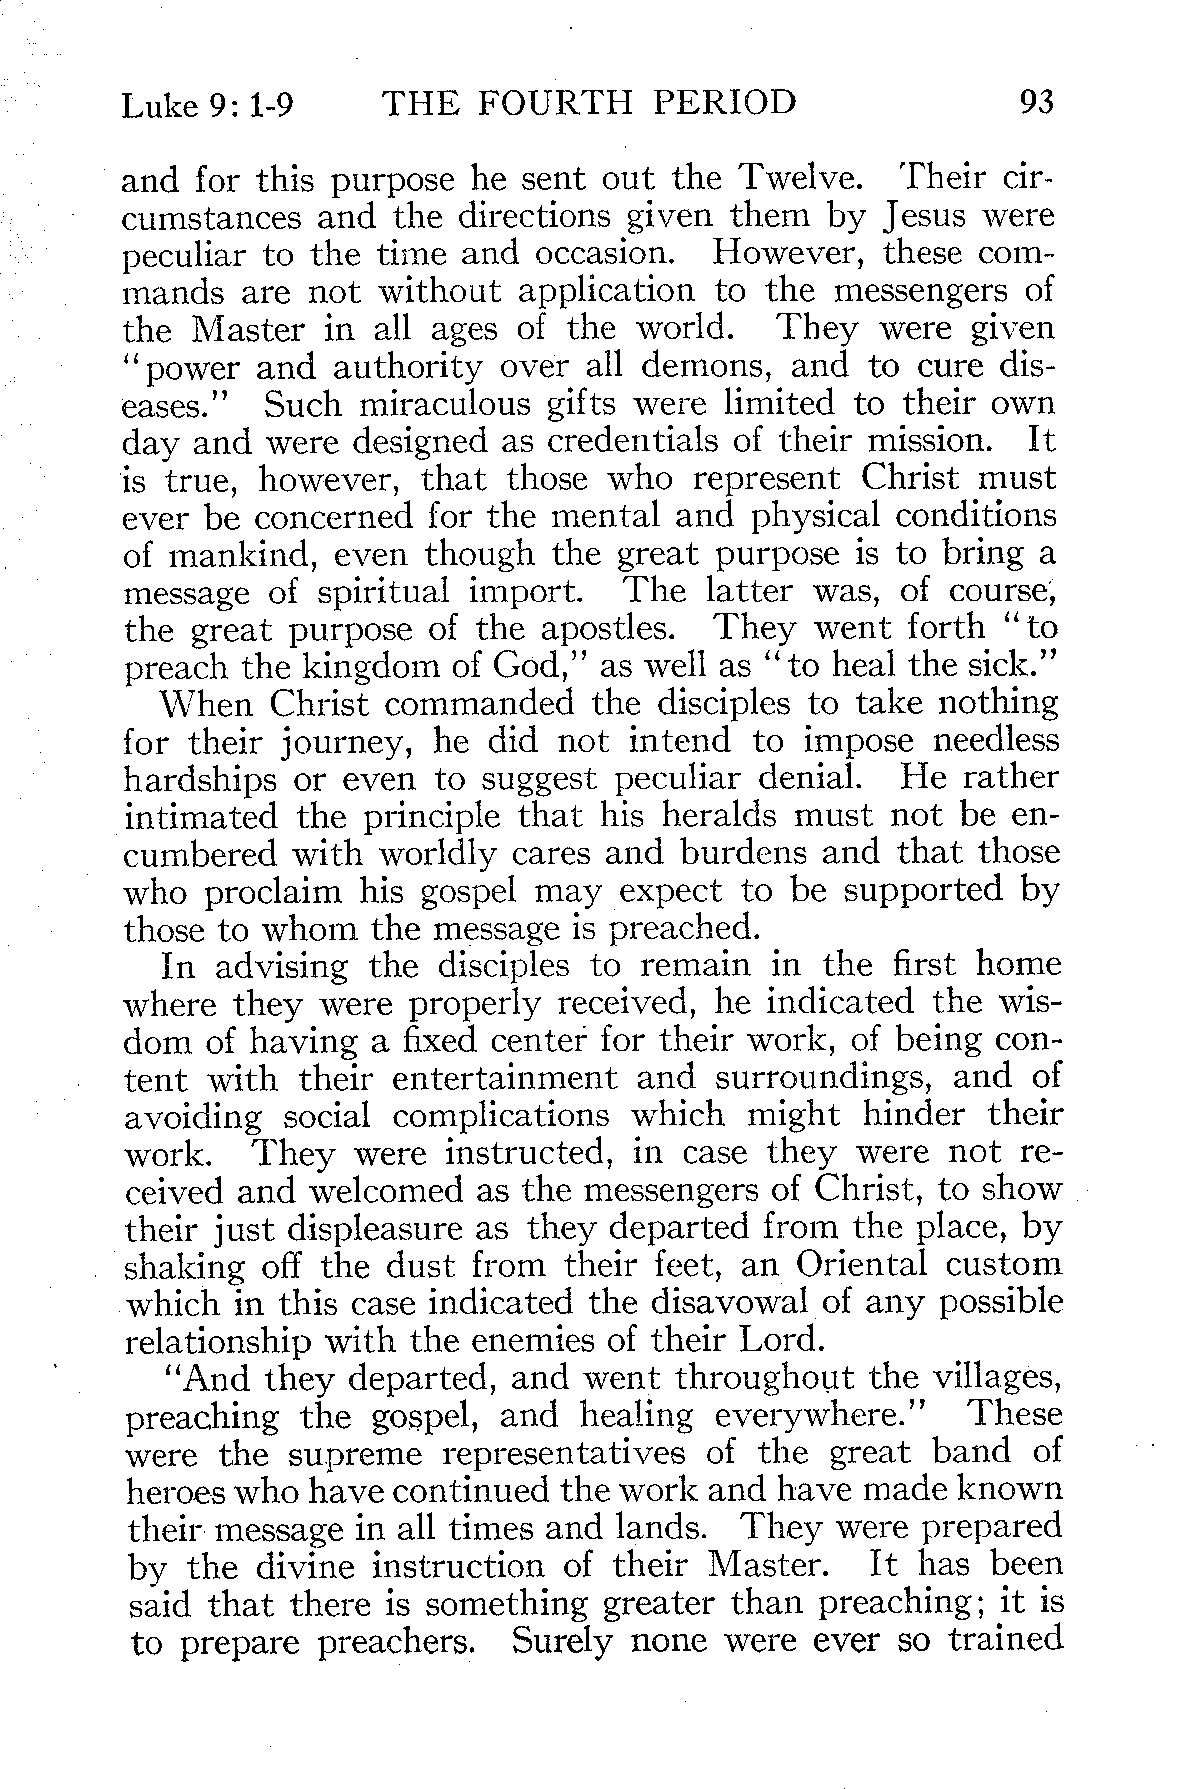 Luke 9: 1-9 THE FOURTH PERIOD 93
and for this purpose he sent out the Twelve. Their cir-
cumstances and the directions given them by Jesus were
peculiar to the time and occasion. However, these com-
mands are not without application to the messengers of
the Master in all ages of the world. They were given
"power and authority over all demons, and to cure dis-
eases." Such miraculous gifts were limited to their own
day and were designed as credentials of their mission. It
is true, however, that those who represent Christ must
ever be concerned for the mental and physical conditions
of mankind, even though the great purpose is to bring a
message of spiritual import. The latter was, of course,
the great purpose of the apostles. They went forth "to
preach the kingdom of God," as well as "to heal the sick."
When Christ commanded the disciples to take nothing
for their journey, he did not intend to impose needless
hardships or even to suggest peculiar denial. He rather
intimated the principle that his heralds must not be en-
cumbered with worldly cares and burdens and that those
who proclaim his gospel may expect to be supported by
those to whom the message is preached.
In advising the disciples to remain in the first home
where they were properly received, he indicated the wis-
dom of having a fixed center for their work, of being con-
tent with their entertainment and surroundings, and of
avoiding social complications which might hinder their
work. They were instructed, in case they were not re-
ceived and welcomed as the messengers of Christ, to show
their just displeasure as they departed from the place, by
shaking off the dust from their feet, an Oriental custom
which in this case indicated the disavowal of any possible
relationship with the enemies of their Lord.
"And they departed, and went throughout the villages,
preaching the gospel, and healing everywhere." These
were the supreme representatives of the great band of
heroes who have continued the work and have made known
their message in all times and lands. They were prepared
by the divine instruction of their Master. It has been
said that there is something greater than preaching; it is
to prepare preachers. Surely none were ever so trained